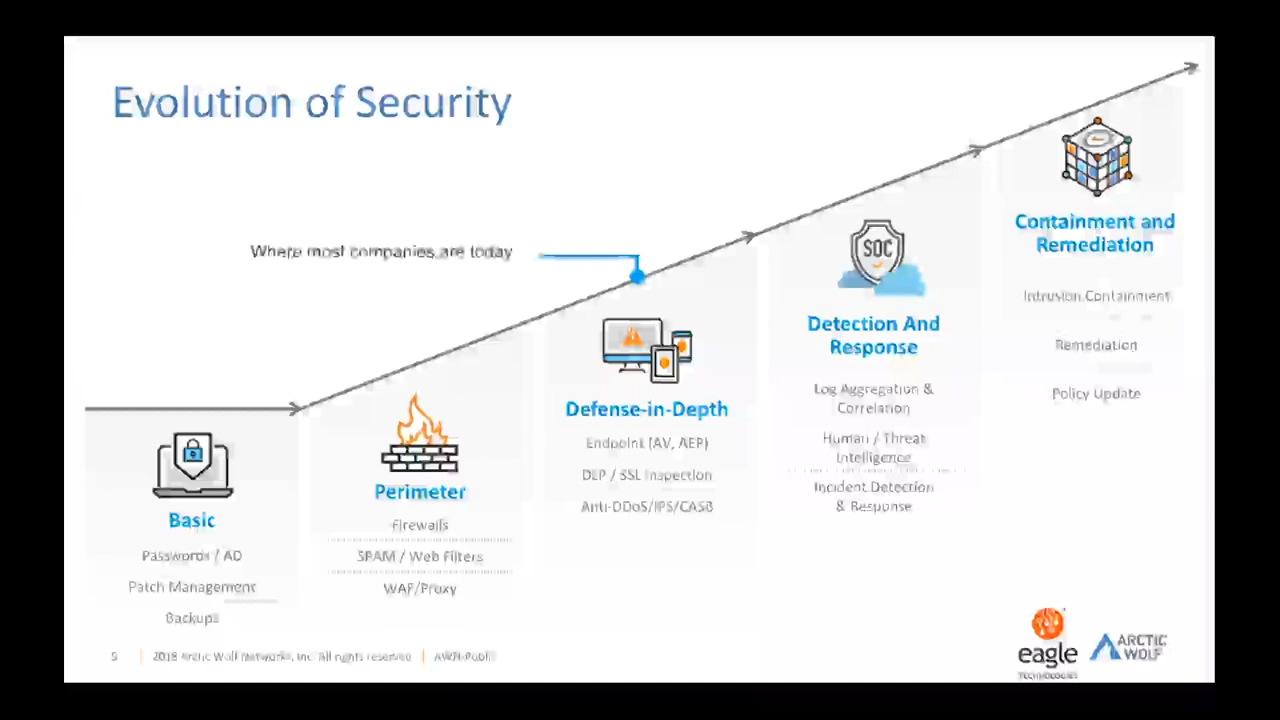 Evolution of Security
Where most companies are today
SOC
Containment and
Remediation
Intrusion Containment
Remediation
Policy Update
Detection And
Response
Log Aggregation &
Correlation
Human / Threat
Intelligence
Incident Detection
& Response
Defense-in-Depth
Endpoint (AV, AEP)
DLP / SSL Inspection
Anti-DDoS/IPS/CASB
Perimeter
Firewalls
SPAM / Web Filters
WAF/Proxy
Basic
Passwords / AD
Patch Management
Backups
5 | 2018 Arctic Wolf Networks, Inc. All rights reserved | AWN-Public
eagle
TECHNOLOGIES
ARCTIC
WOLF